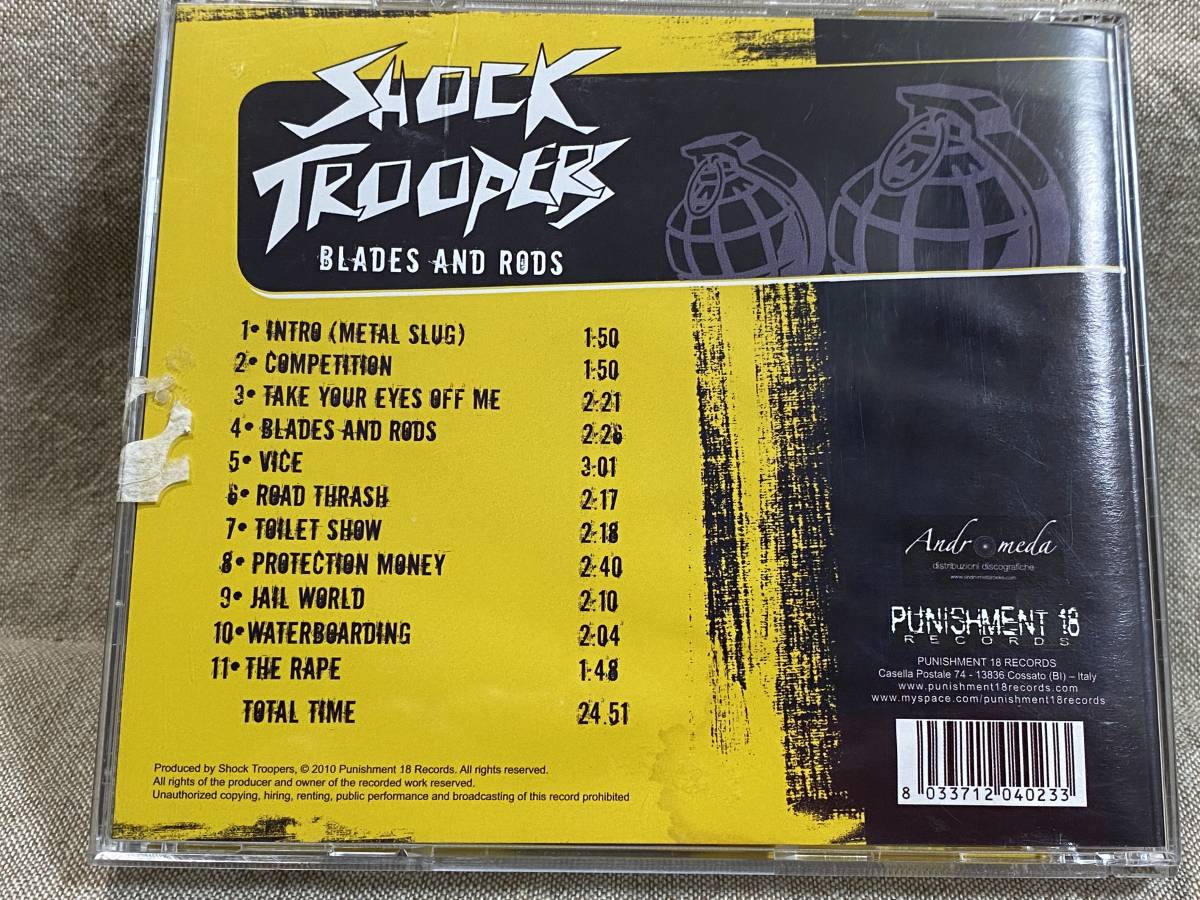 SHOCK
TROOPERS
BLADES AND RODS
1• INTRO (METAL SLUG) 1:50
2• COMPETITION 1:50
3• TAKE YOUR EYES OFF ME 2:21
4• BLADES AND RODS 2:26
5• VICE 3:01
6• ROAD THRASH 2:17
7• TOILET SHOW 2:18
8• PROTECTION MONEY 2:40
9• JAIL WORLD 2:10
10• WATERBOARDING 2:04
11• THE RAPE 1:48
TOTAL TIME 24.51
Andromeda
distribuzioni discografiche
PUNISHMENT 18
RECORDS
PUNISHMENT 18 RECORDS
Casella Postale 74 - 13836 Cossato (BI) – Italy
www.punishment18records.com
www.myspace.com/punishment18records
8 033712 040233
Produced by Shock Troopers, © 2010 Punishment 18 Records. All rights reserved.
All rights of the producer and owner of the recorded work reserved.
Unauthorized copying, hiring, renting, public performance and broadcasting of this record prohibited